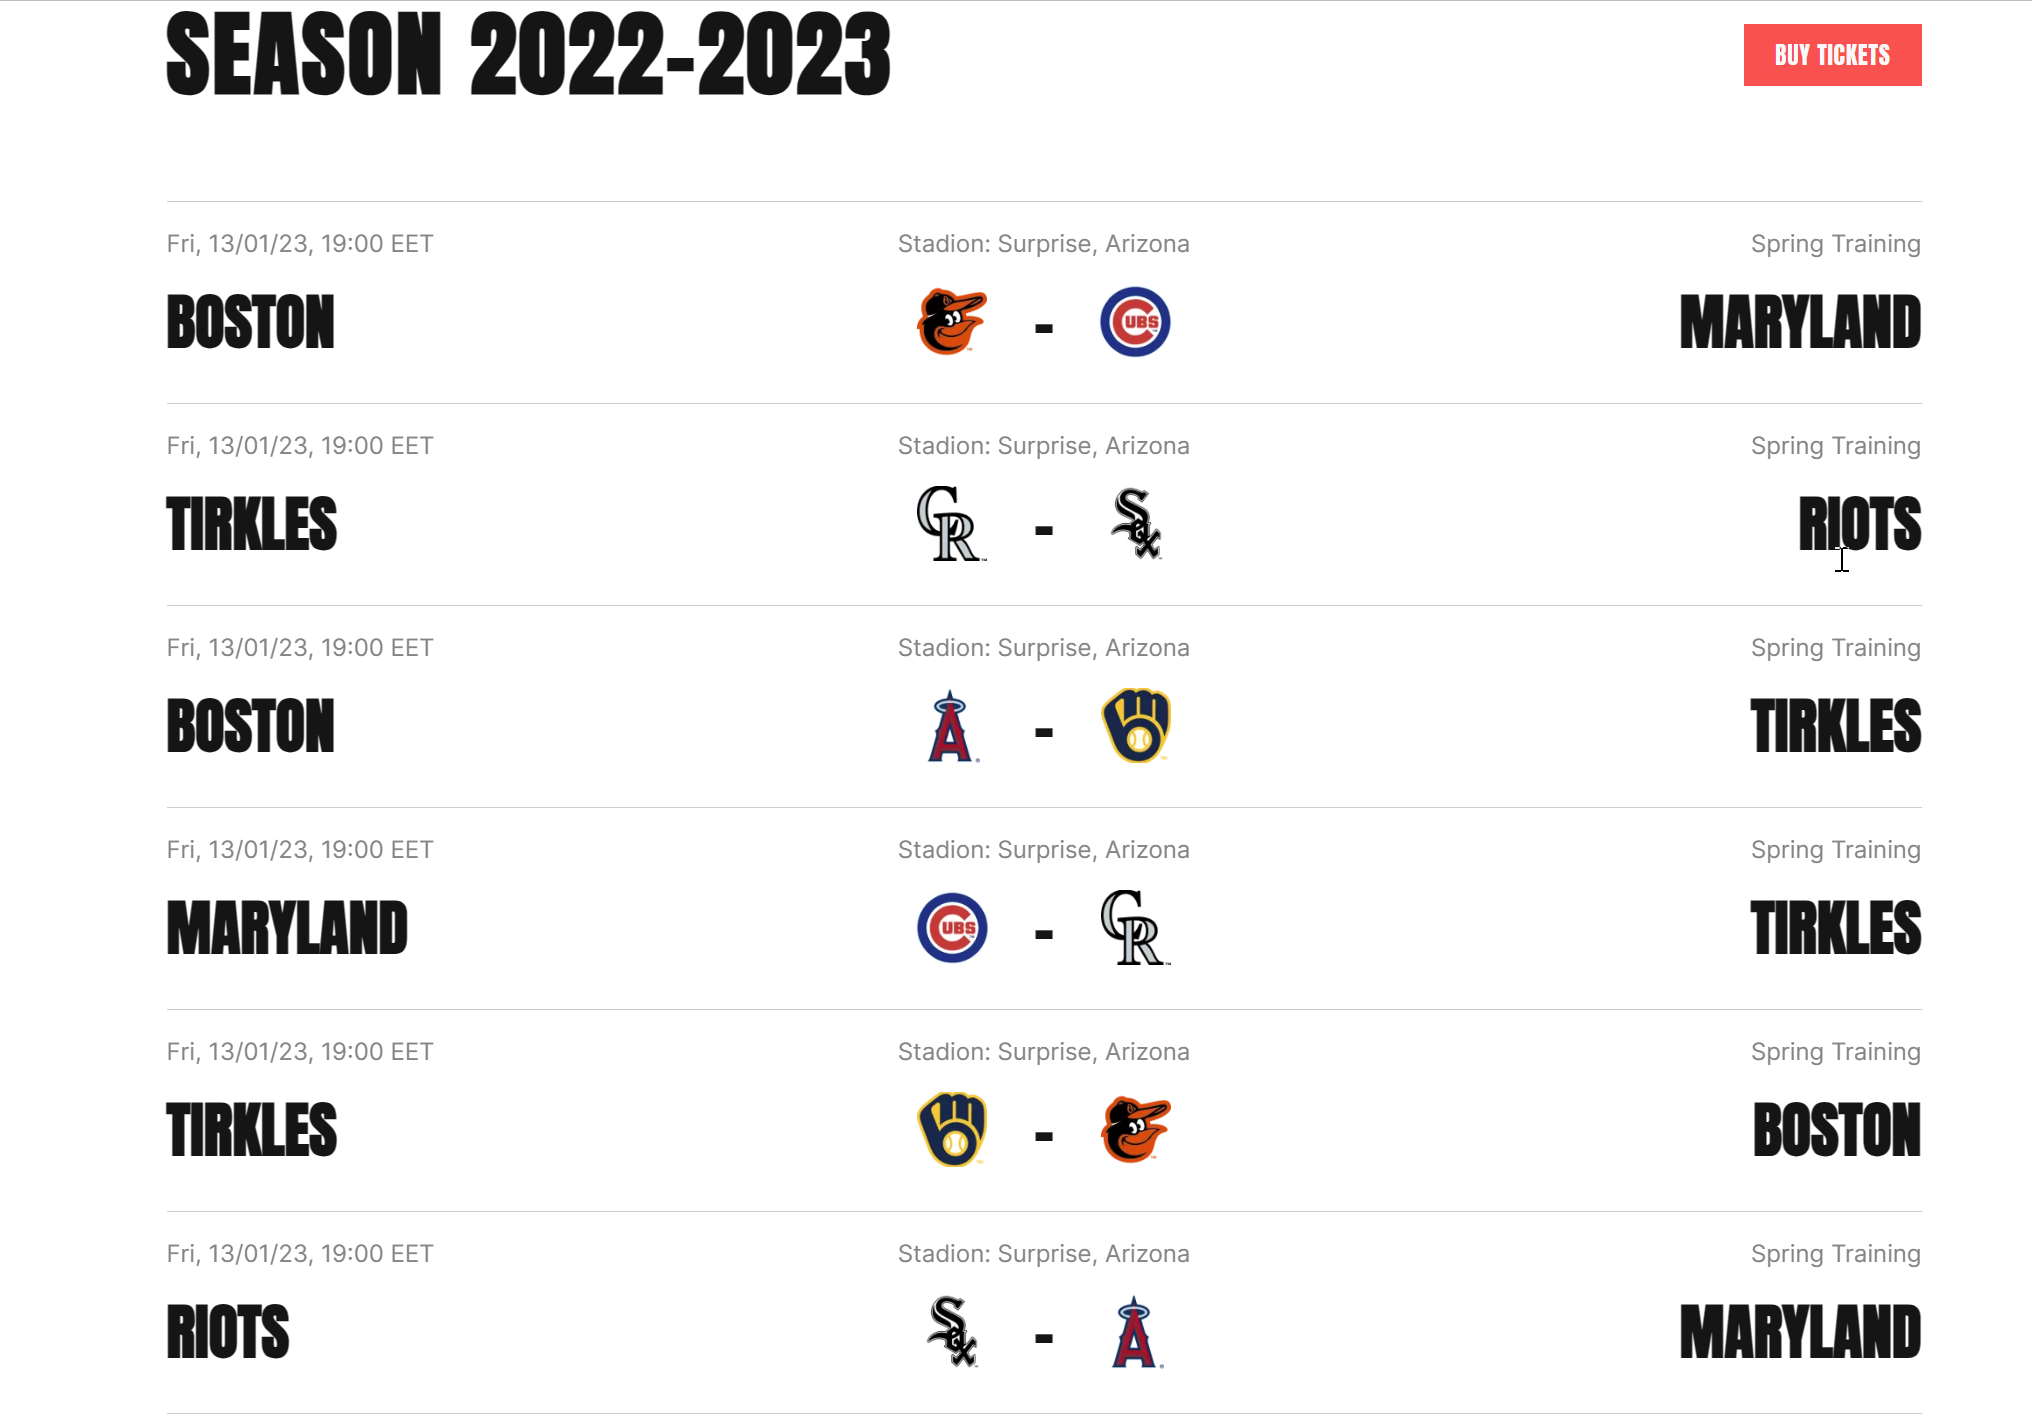 SEASON 2022-2023
BUY TICKETS
Fri, 13/01/23, 19:00 EET Stadion: Surprise, Arizona Spring Training
BOSTON - CUBS MARYLAND
Fri, 13/01/23, 19:00 EET Stadion: Surprise, Arizona Spring Training
TIRKLES CR - Sox RIOTS
Fri, 13/01/23, 19:00 EET Stadion: Surprise, Arizona Spring Training
BOSTON A - TIRKLES
Fri, 13/01/23, 19:00 EET Stadion: Surprise, Arizona Spring Training
MARYLAND CUBS - CR TIRKLES
Fri, 13/01/23, 19:00 EET Stadion: Surprise, Arizona Spring Training
TIRKLES - BOSTON
Fri, 13/01/23, 19:00 EET Stadion: Surprise, Arizona Spring Training
RIOTS Sox - A MARYLAND